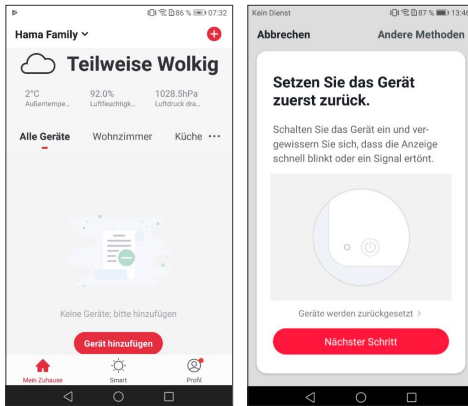 86 % 07:32
Hama Family
Teilweise Wolkig
2°C 92.0% 1028.5hPa
Außentempe... Luftfeuchtigk... Luftdruck dra...
Alle Geräte Wohnzimmer Küche ···
Keine Geräte; bitte hinzufügen
Gerät hinzufügen
Mein Zuhause Smart Profil
Kein Dienst 87 % 13:46
Abbrechen Andere Methoden
Setzen Sie das Gerät
zuerst zurück.
Schalten Sie das Gerät ein und ver-
gewissern Sie sich, dass die Anzeige
schnell blinkt oder ein Signal ertönt.
Geräte werden zurückgesetzt >
Nächster Schritt